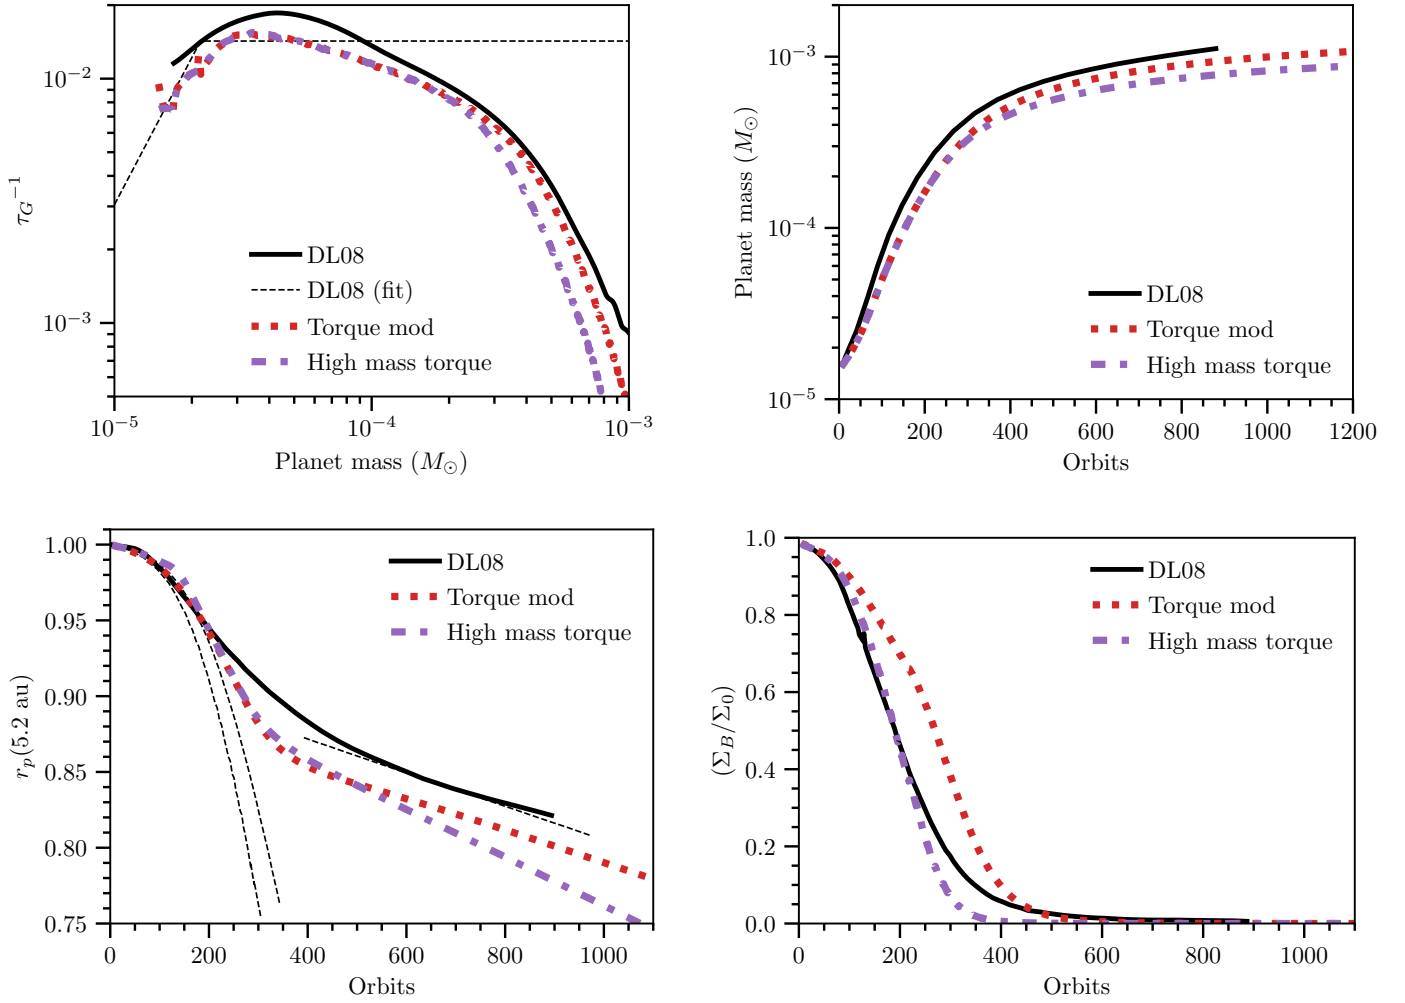 10⁻²
10⁻³
τ_G⁻¹
DL08
DL08 (fit)
Torque mod
High mass torque
10⁻⁵ 10⁻⁴ 10⁻³
Planet mass (M☉)
10⁻³
10⁻⁴
10⁻⁵
Planet mass (M☉)
DL08
Torque mod
High mass torque
0 200 400 600 800 1000 1200
Orbits
1.00
0.95
0.90
0.85
0.80
0.75
r_p(5.2 au)
DL08
Torque mod
High mass torque
0 200 400 600 800 1000
Orbits
1.0
0.8
0.6
0.4
0.2
0.0
(Σ_B/Σ_0)
DL08
Torque mod
High mass torque
0 200 400 600 800 1000
Orbits